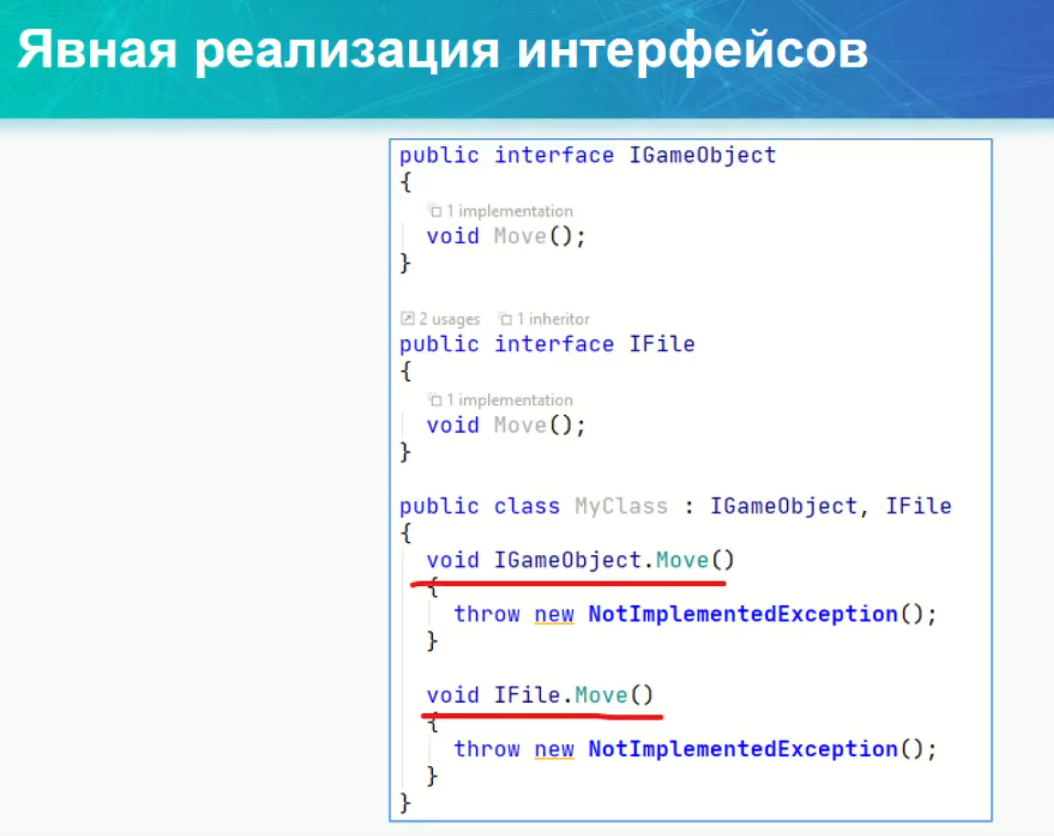 Явная реализация интерфейсов
public interface IGameObject
{
1 implementation
void Move();
}
2 usages 1 inheritor
public interface IFile
{
1 implementation
void Move();
}
public class MyClass : IGameObject, IFile
{
void IGameObject.Move()
{
throw new NotImplementedException();
}
void IFile.Move()
{
throw new NotImplementedException();
}
}